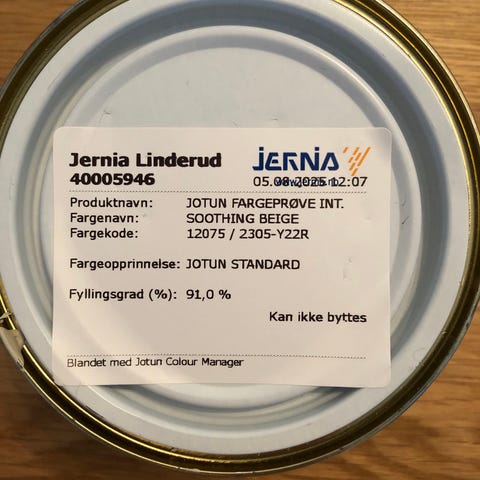 Jernia Linderud
40005946
JERNIA
05.08.2025 12:07
Produktnavn: JOTUN FARGEPRØVE INT.
Fargenavn: SOOTHING BEIGE
Fargekode: 12075 / 2305-Y22R
Fargeopprinnelse: JOTUN STANDARD
Fyllingsgrad (%): 91,0 %
Kan ikke byttes
Blandet med Jotun Colour Manager